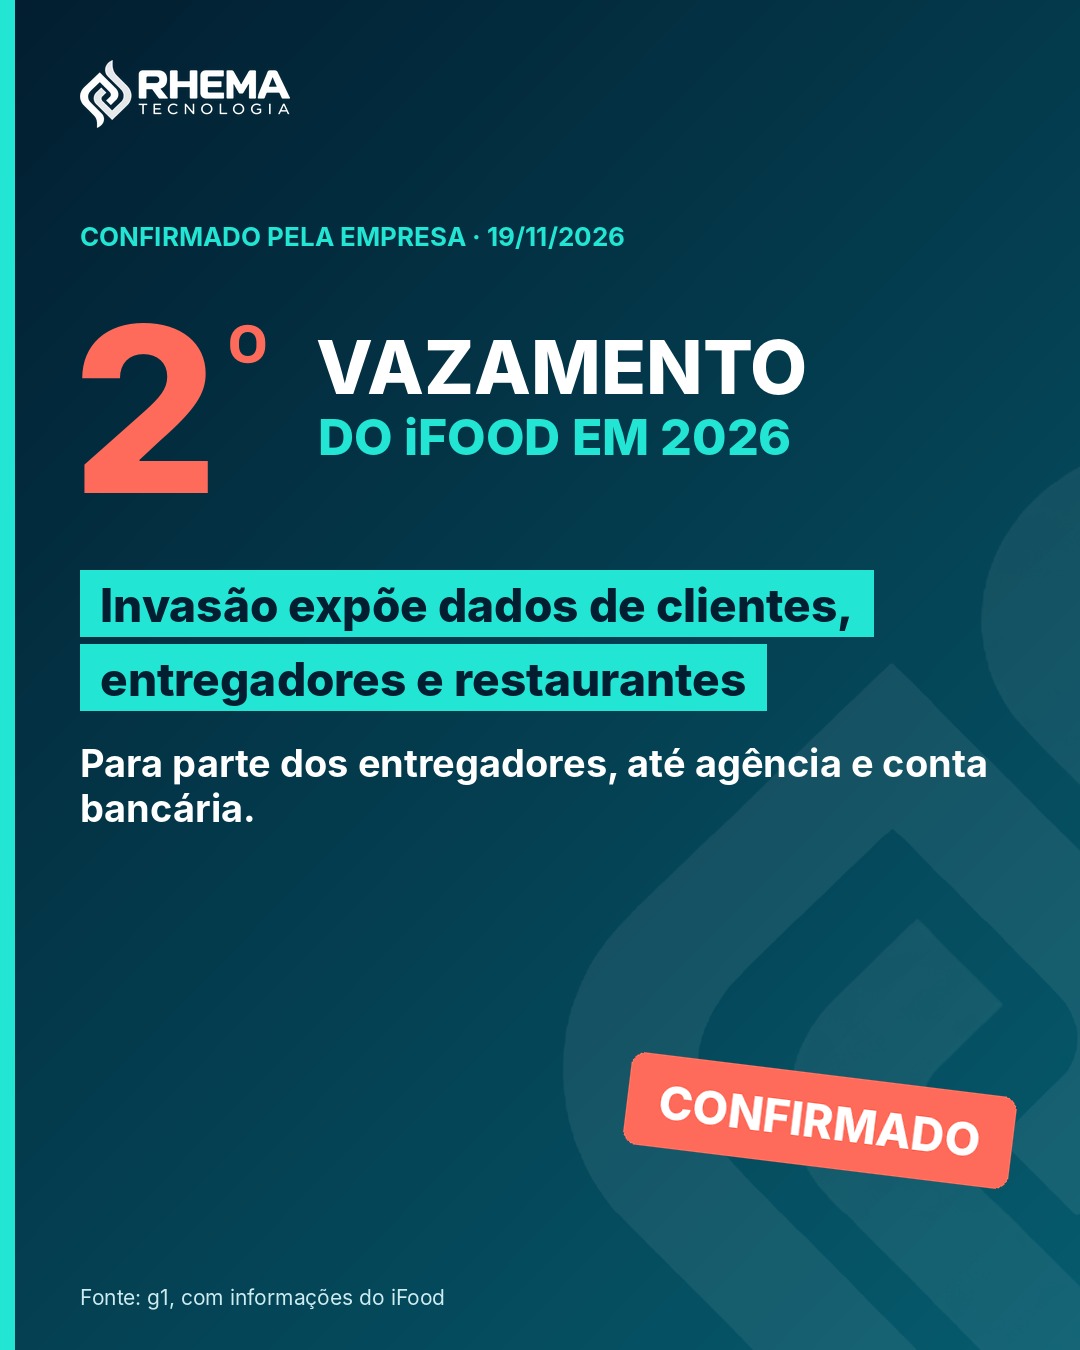 RHEMA
TECNOLOGIA
CONFIRMADO PELA EMPRESA · 19/11/2026
2º VAZAMENTO
DO iFOOD EM 2026
Invasão expõe dados de clientes,
entregadores e restaurantes
Para parte dos entregadores, até agência e conta
bancária.
CONFIRMADO
Fonte: g1, com informações do iFood